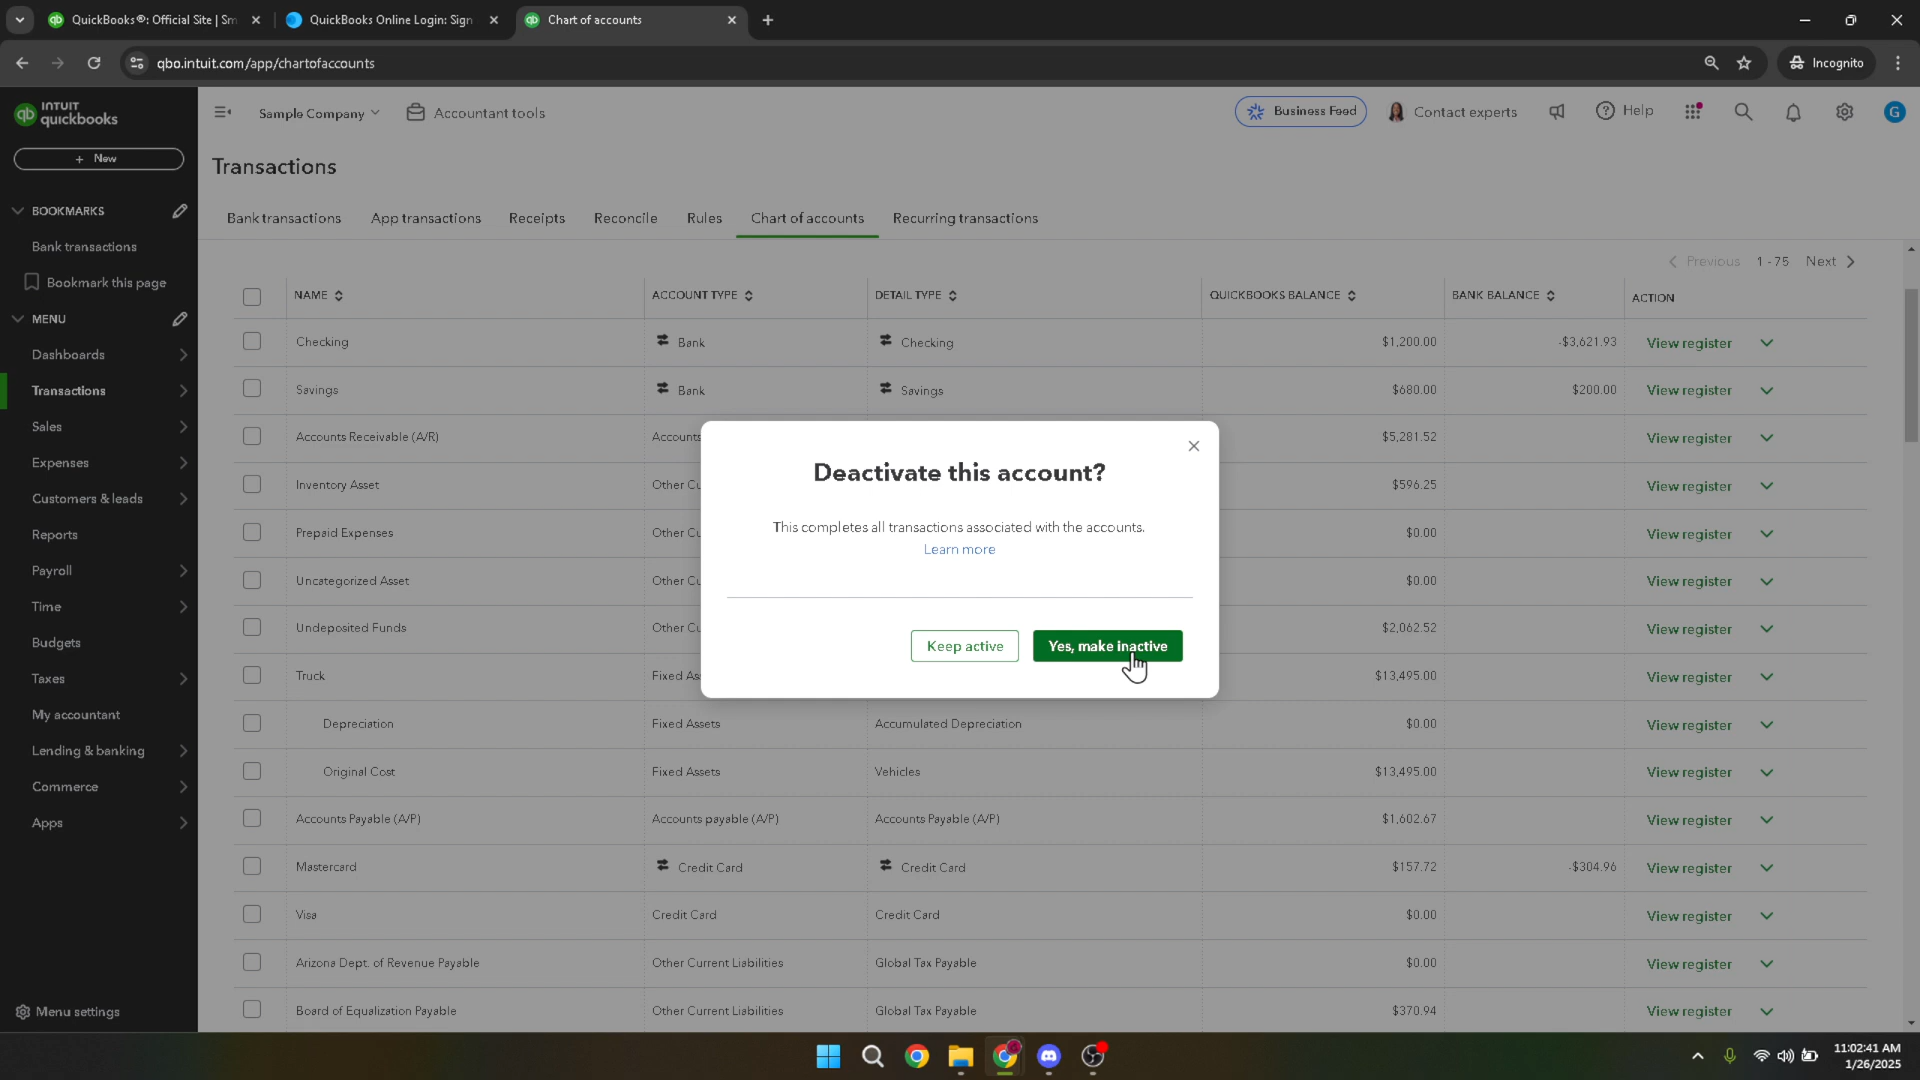 QuickBooks®: Official Site | Sm
QuickBooks Online Login: Sign
Chart of accounts
qbo.intuit.com/app/chartofaccounts
Incognito
INTUIT
quickbooks
Sample Company
Accountant tools
Business Feed
Contact experts
Help
G
+ New
Transactions
BOOKMARKS
Bank transactions
Bookmark this page
MENU
Dashboards
Transactions
Sales
Expenses
Customers & leads
Reports
Payroll
Time
Budgets
Taxes
My accountant
Lending & banking
Commerce
Apps
Menu settings
Bank transactions App transactions Receipts Reconcile Rules Chart of accounts Recurring transactions
Previous 1 - 75 Next
NAME ACCOUNT TYPE DETAIL TYPE QUICKBOOKS BALANCE BANK BALANCE ACTION
Checking Bank Checking $1,200.00 -$3,621.93 View register
Savings Bank Savings $680.00 $200.00 View register
Accounts Receivable (A/R) Accounts $5,281.52 View register
Inventory Asset Other Cu $596.25 View register
Prepaid Expenses Other Cu $0.00 View register
Uncategorized Asset Other Cu $0.00 View register
Undeposited Funds Other Cu $2,062.52 View register
Truck Fixed As $13,495.00 View register
Depreciation Fixed Assets Accumulated Depreciation $0.00 View register
Original Cost Fixed Assets Vehicles $13,495.00 View register
Accounts Payable (A/P) Accounts payable (A/P) Accounts Payable (A/P) $1,602.67 View register
Mastercard Credit Card Credit Card $157.72 -$304.96 View register
Visa Credit Card Credit Card $0.00 View register
Arizona Dept. of Revenue Payable Other Current Liabilities Global Tax Payable $0.00 View register
Board of Equalization Payable Other Current Liabilities Global Tax Payable $370.94 View register
Deactivate this account?
This completes all transactions associated with the accounts.
Learn more
Keep active
Yes, make inactive
11:02:41 AM
1/26/2025